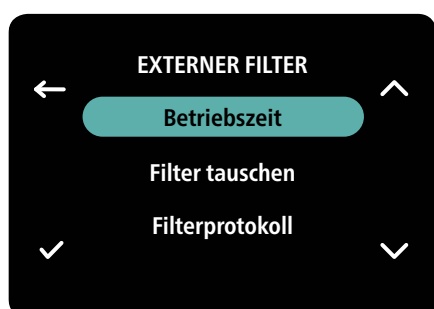 EXTERNER FILTER
Betriebszeit
Filter tauschen
Filterprotokoll